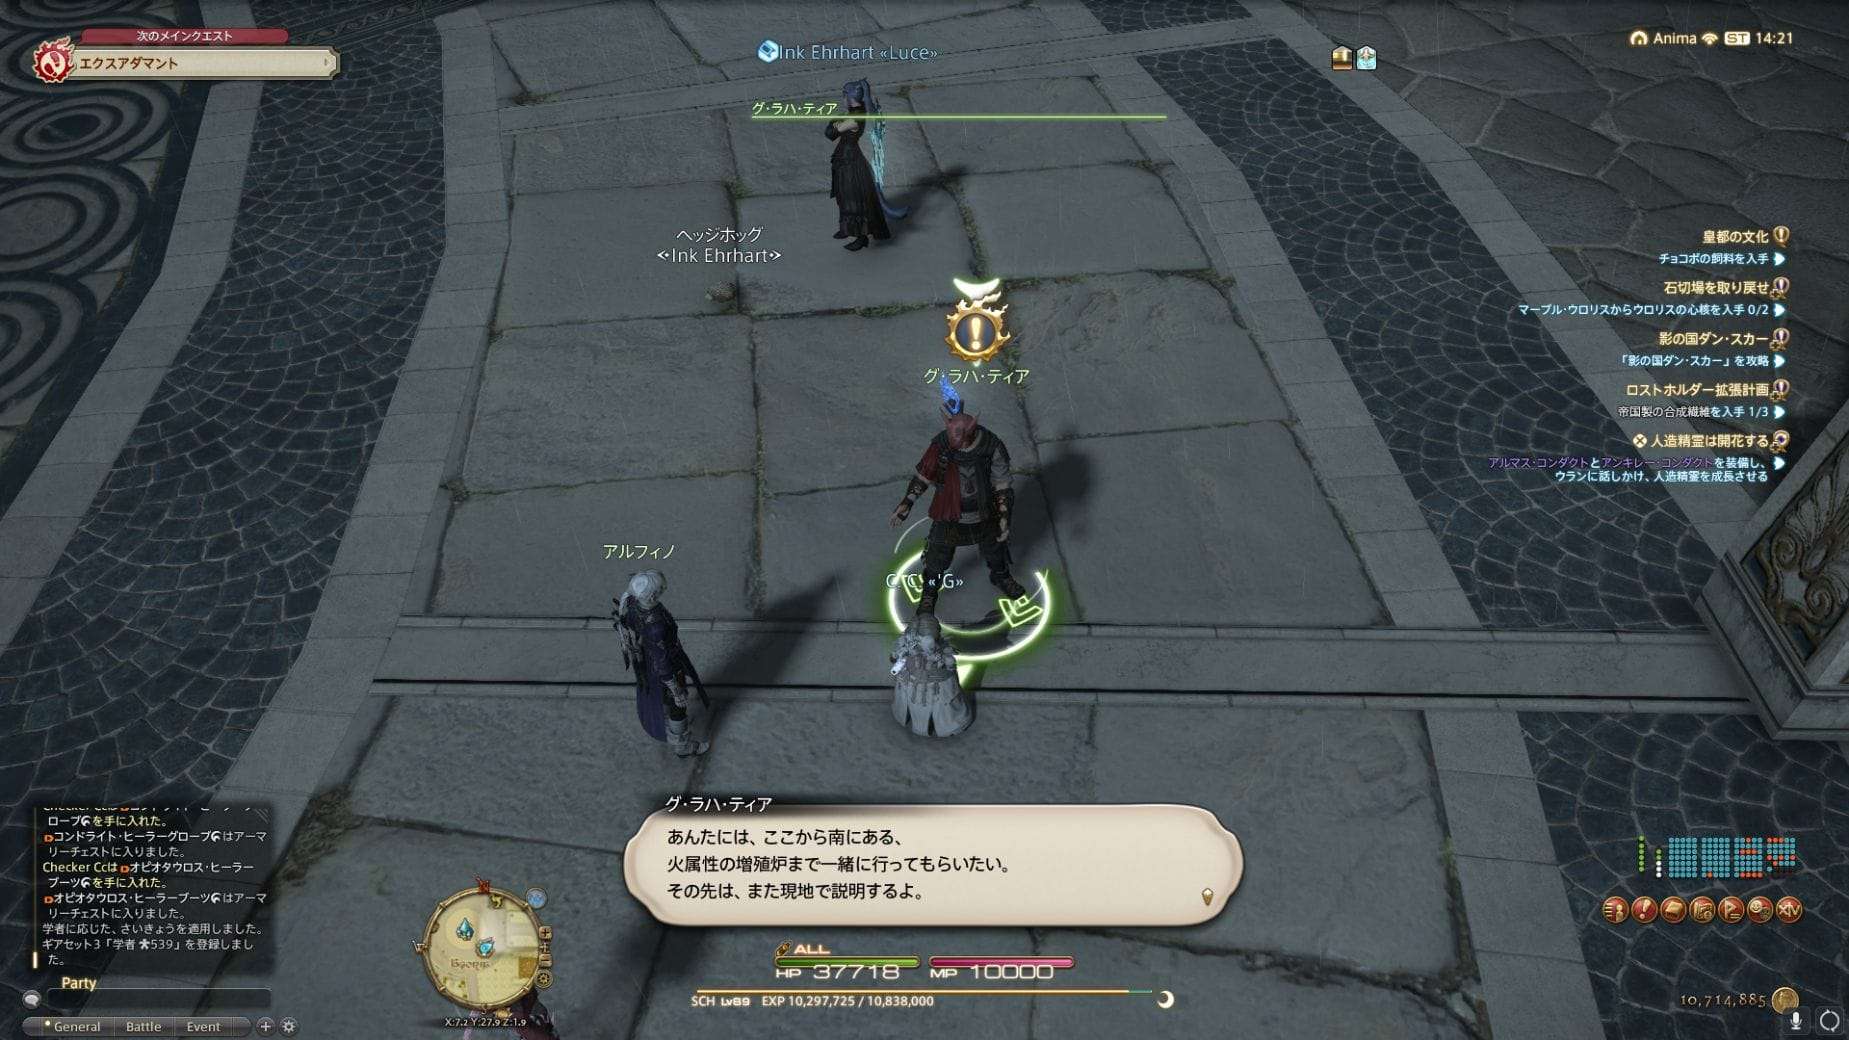 次のメインクエスト
エクスアダマント
Ink Ehrhart «Luce»
Anima ST 14:21
グ・ラハ・ティア
ヘッジホッグ
<Ink Ehrhart>
グ・ラハ・ティア
アルフィノ
皇都の文化
チョコボの飼料を入手
石切場を取り戻せ
マーブル・ウロリスからウロリスの心核を入手 0/2
影の国ダン・スカー
「影の国ダン・スカー」を攻略
ロストホルダー拡張計画
帝国製の合成繊維を入手 1/3
人造精霊は開花する
アルマス・コンダクトとアンキレー・コンダクトを装備し、
ウランに話しかけ、人造精霊を成長させる
グ・ラハ・ティア
あんたには、ここから南にある、
火属性の増殖炉まで一緒に行ってもらいたい。
その先は、また現地で説明するよ。
ローブを手に入れた。
コンドライト・ヒーラーグローブはアーマ
リーチェストに入りました。
Checker Ccはオピオタウロス・ヒーラー
ブーツを手に入れた。
オピオタウロス・ヒーラーブーツはアーマ
リーチェストに入りました。
学者に応じた、さいきょうを適用しました。
ギアセット3「学者 539」を登録しまし
た。
Party
General Battle Event
X:7.2 Y:27.9 Z:1.9
ALL
HP 37718 MP 10000
SCH Lv89 EXP 10,297,725 / 10,838,000
10,714,885